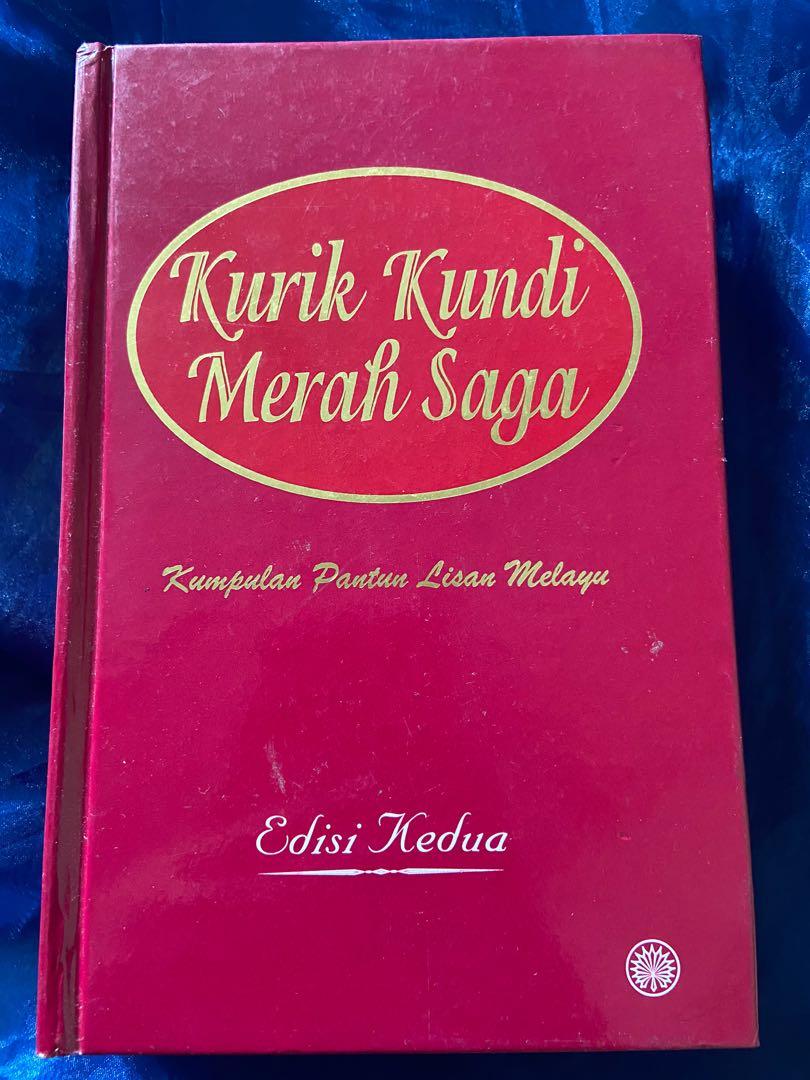 Kurik Kundi
Merah Saga
Kumpulan Pantun Lisan Melayu
Edisi Kedua